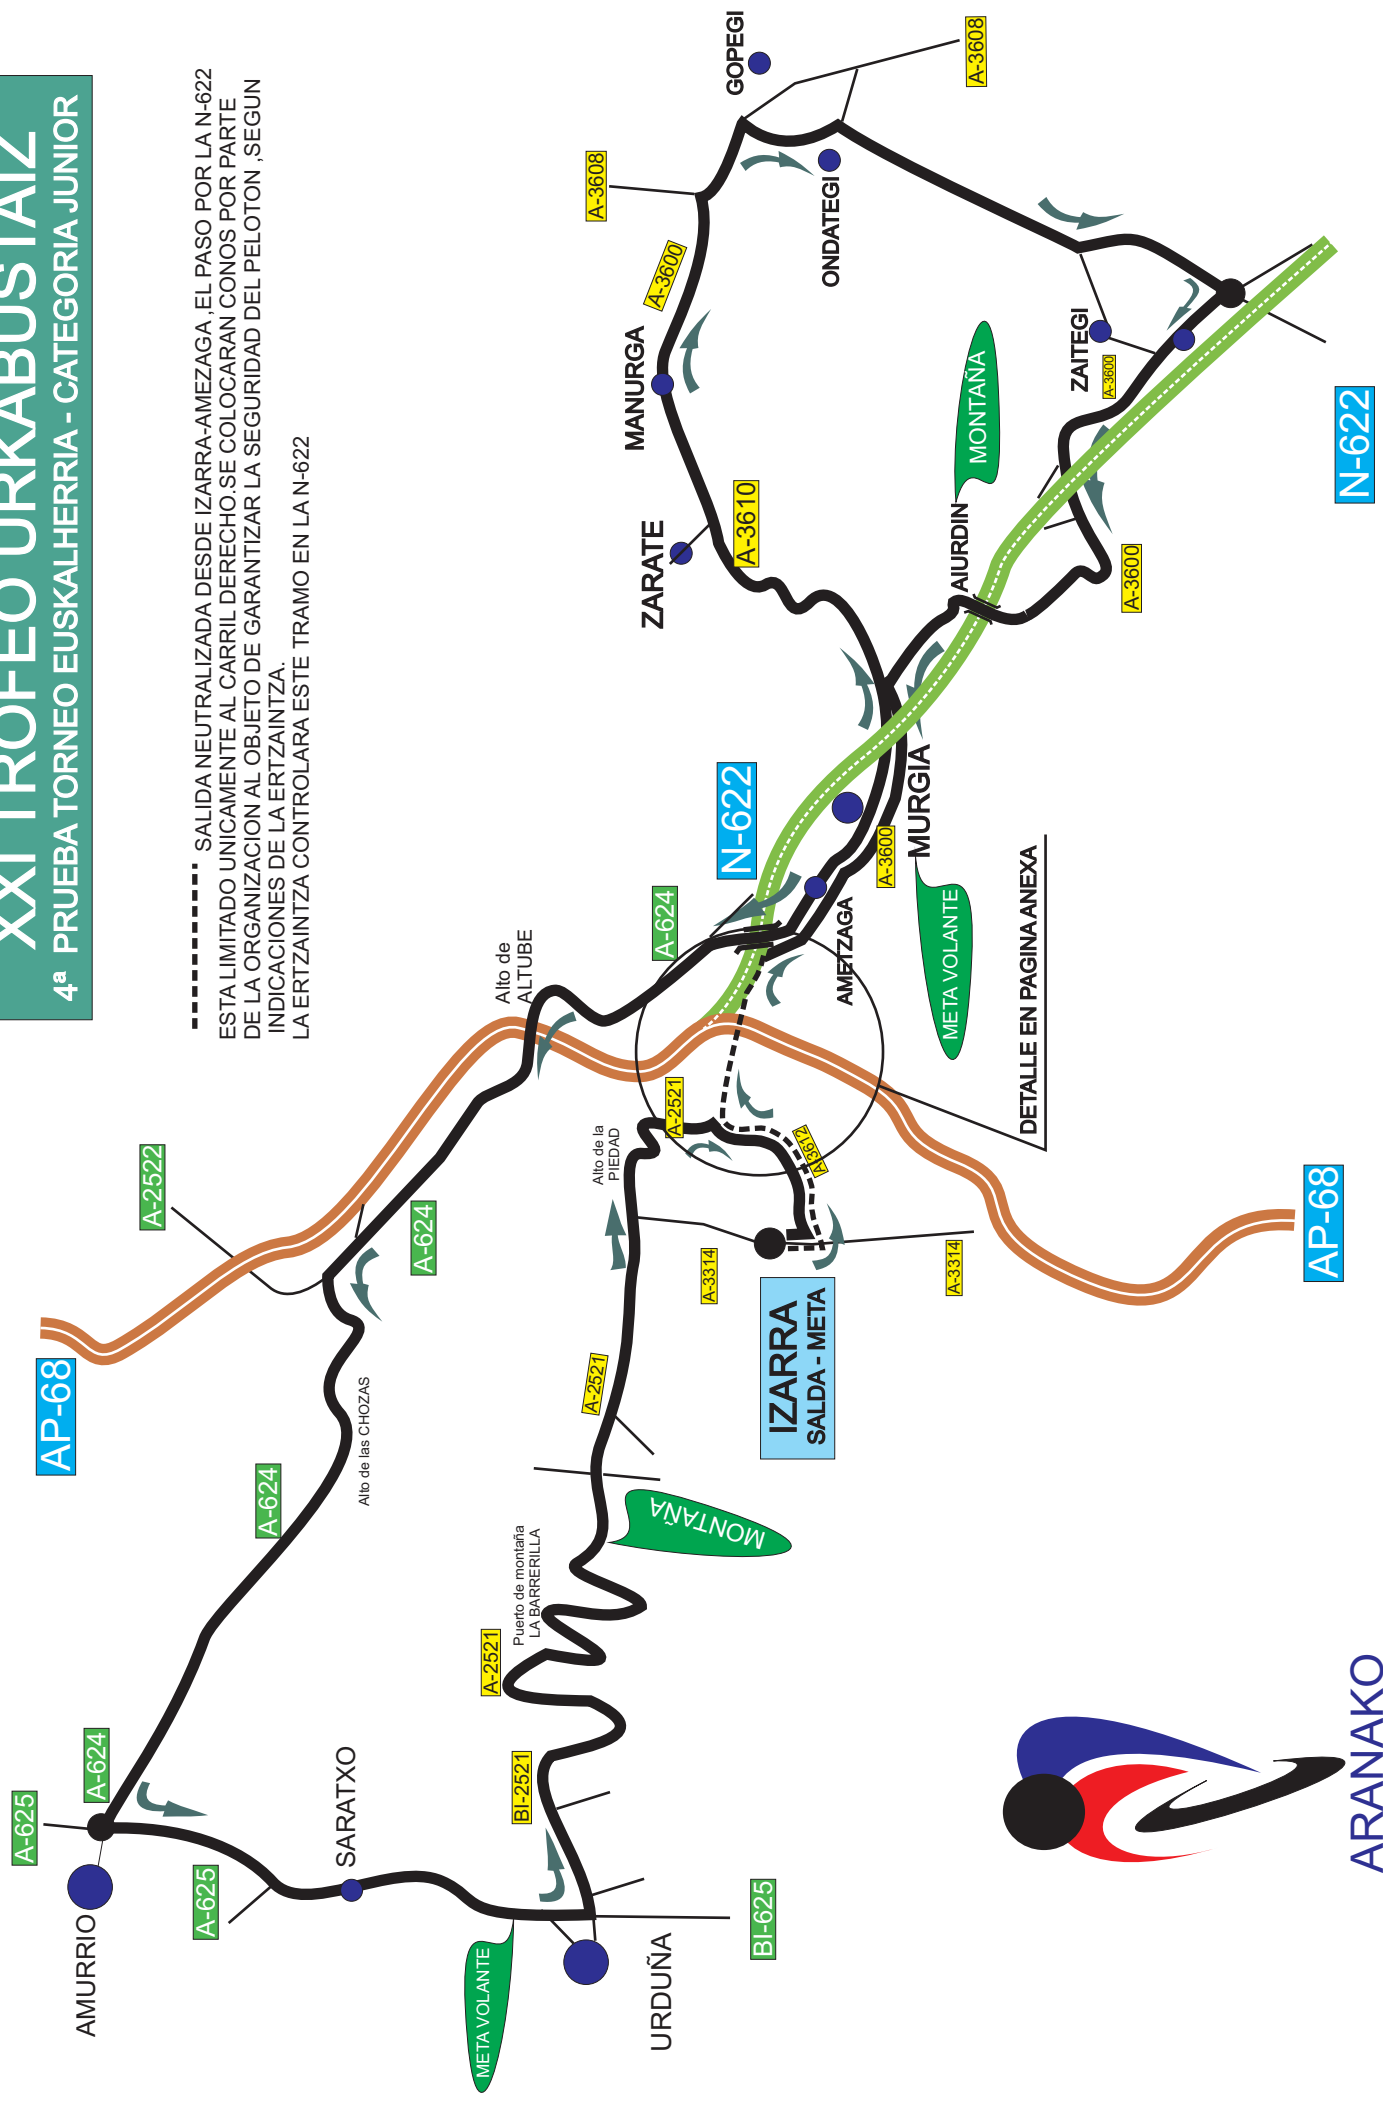 XXI TROFEO URKABUSTAIZ
4ª PRUEBA TORNEO EUSKALHERRIA - CATEGORIA JUNIOR
SALIDA NEUTRALIZADA DESDE IZARRA-AMEZAGA ,EL PASO POR LA N-622
ESTA LIMITADO UNICAMENTE AL CARRIL DERECHO.SE COLOCARAN CONOS POR PARTE
DE LA ORGANIZACION AL OBJETO DE GARANTIZAR LA SEGURIDAD DEL PELOTON ,SEGUN
INDICACIONES DE LA ERTZAINTZA.
LA ERTZAINTZA CONTROLARA ESTE TRAMO EN LA N-622
AMURRIO
A-625
A-624
A-625
SARATXO
META VOLANTE
URDUÑA
BI-625
BI-2521
A-2521
Puerto de montaña
LA BARRERILLA
MONTAÑA
A-2521
A-624
Alto de las CHOZAS
AP-68
A-2522
A-624
Alto de
ALTUBE
Alto de la
PIEDAD
A-2521
A-3612
A-3314
A-3314
IZARRA
SALDA - META
AP-68
DETALLE EN PAGINA ANEXA
A-624
N-622
AMETZAGA
META VOLANTE
A-3600
MURGIA
ZARATE
A-3610
MANURGA
A-3600
A-3608
GOPEGI
A-3608
ONDATEGI
ZAITEGI
A-3600
MONTAÑA
AIURDIN
A-3600
N-622
ARANAKO